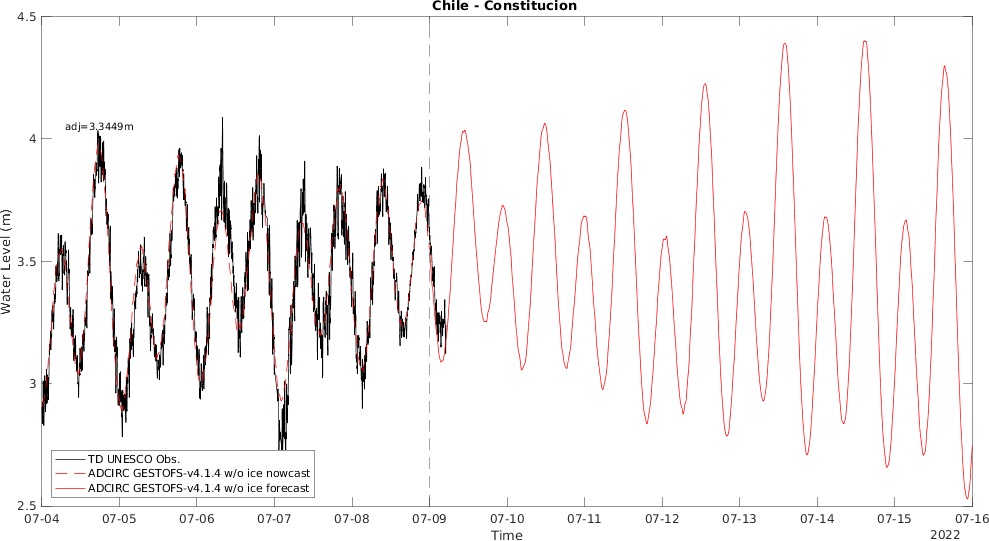 Chile - Constitucion
4.5
4
3.5
3
2.5
Water Level (m)
adj=3.3449m
TD UNESCO Obs.
ADCIRC GESTOFS-v4.1.4 w/o ice nowcast
ADCIRC GESTOFS-v4.1.4 w/o ice forecast
07-04 07-05 07-06 07-07 07-08 07-09 07-10 07-11 07-12 07-13 07-14 07-15 07-16
Time
2022